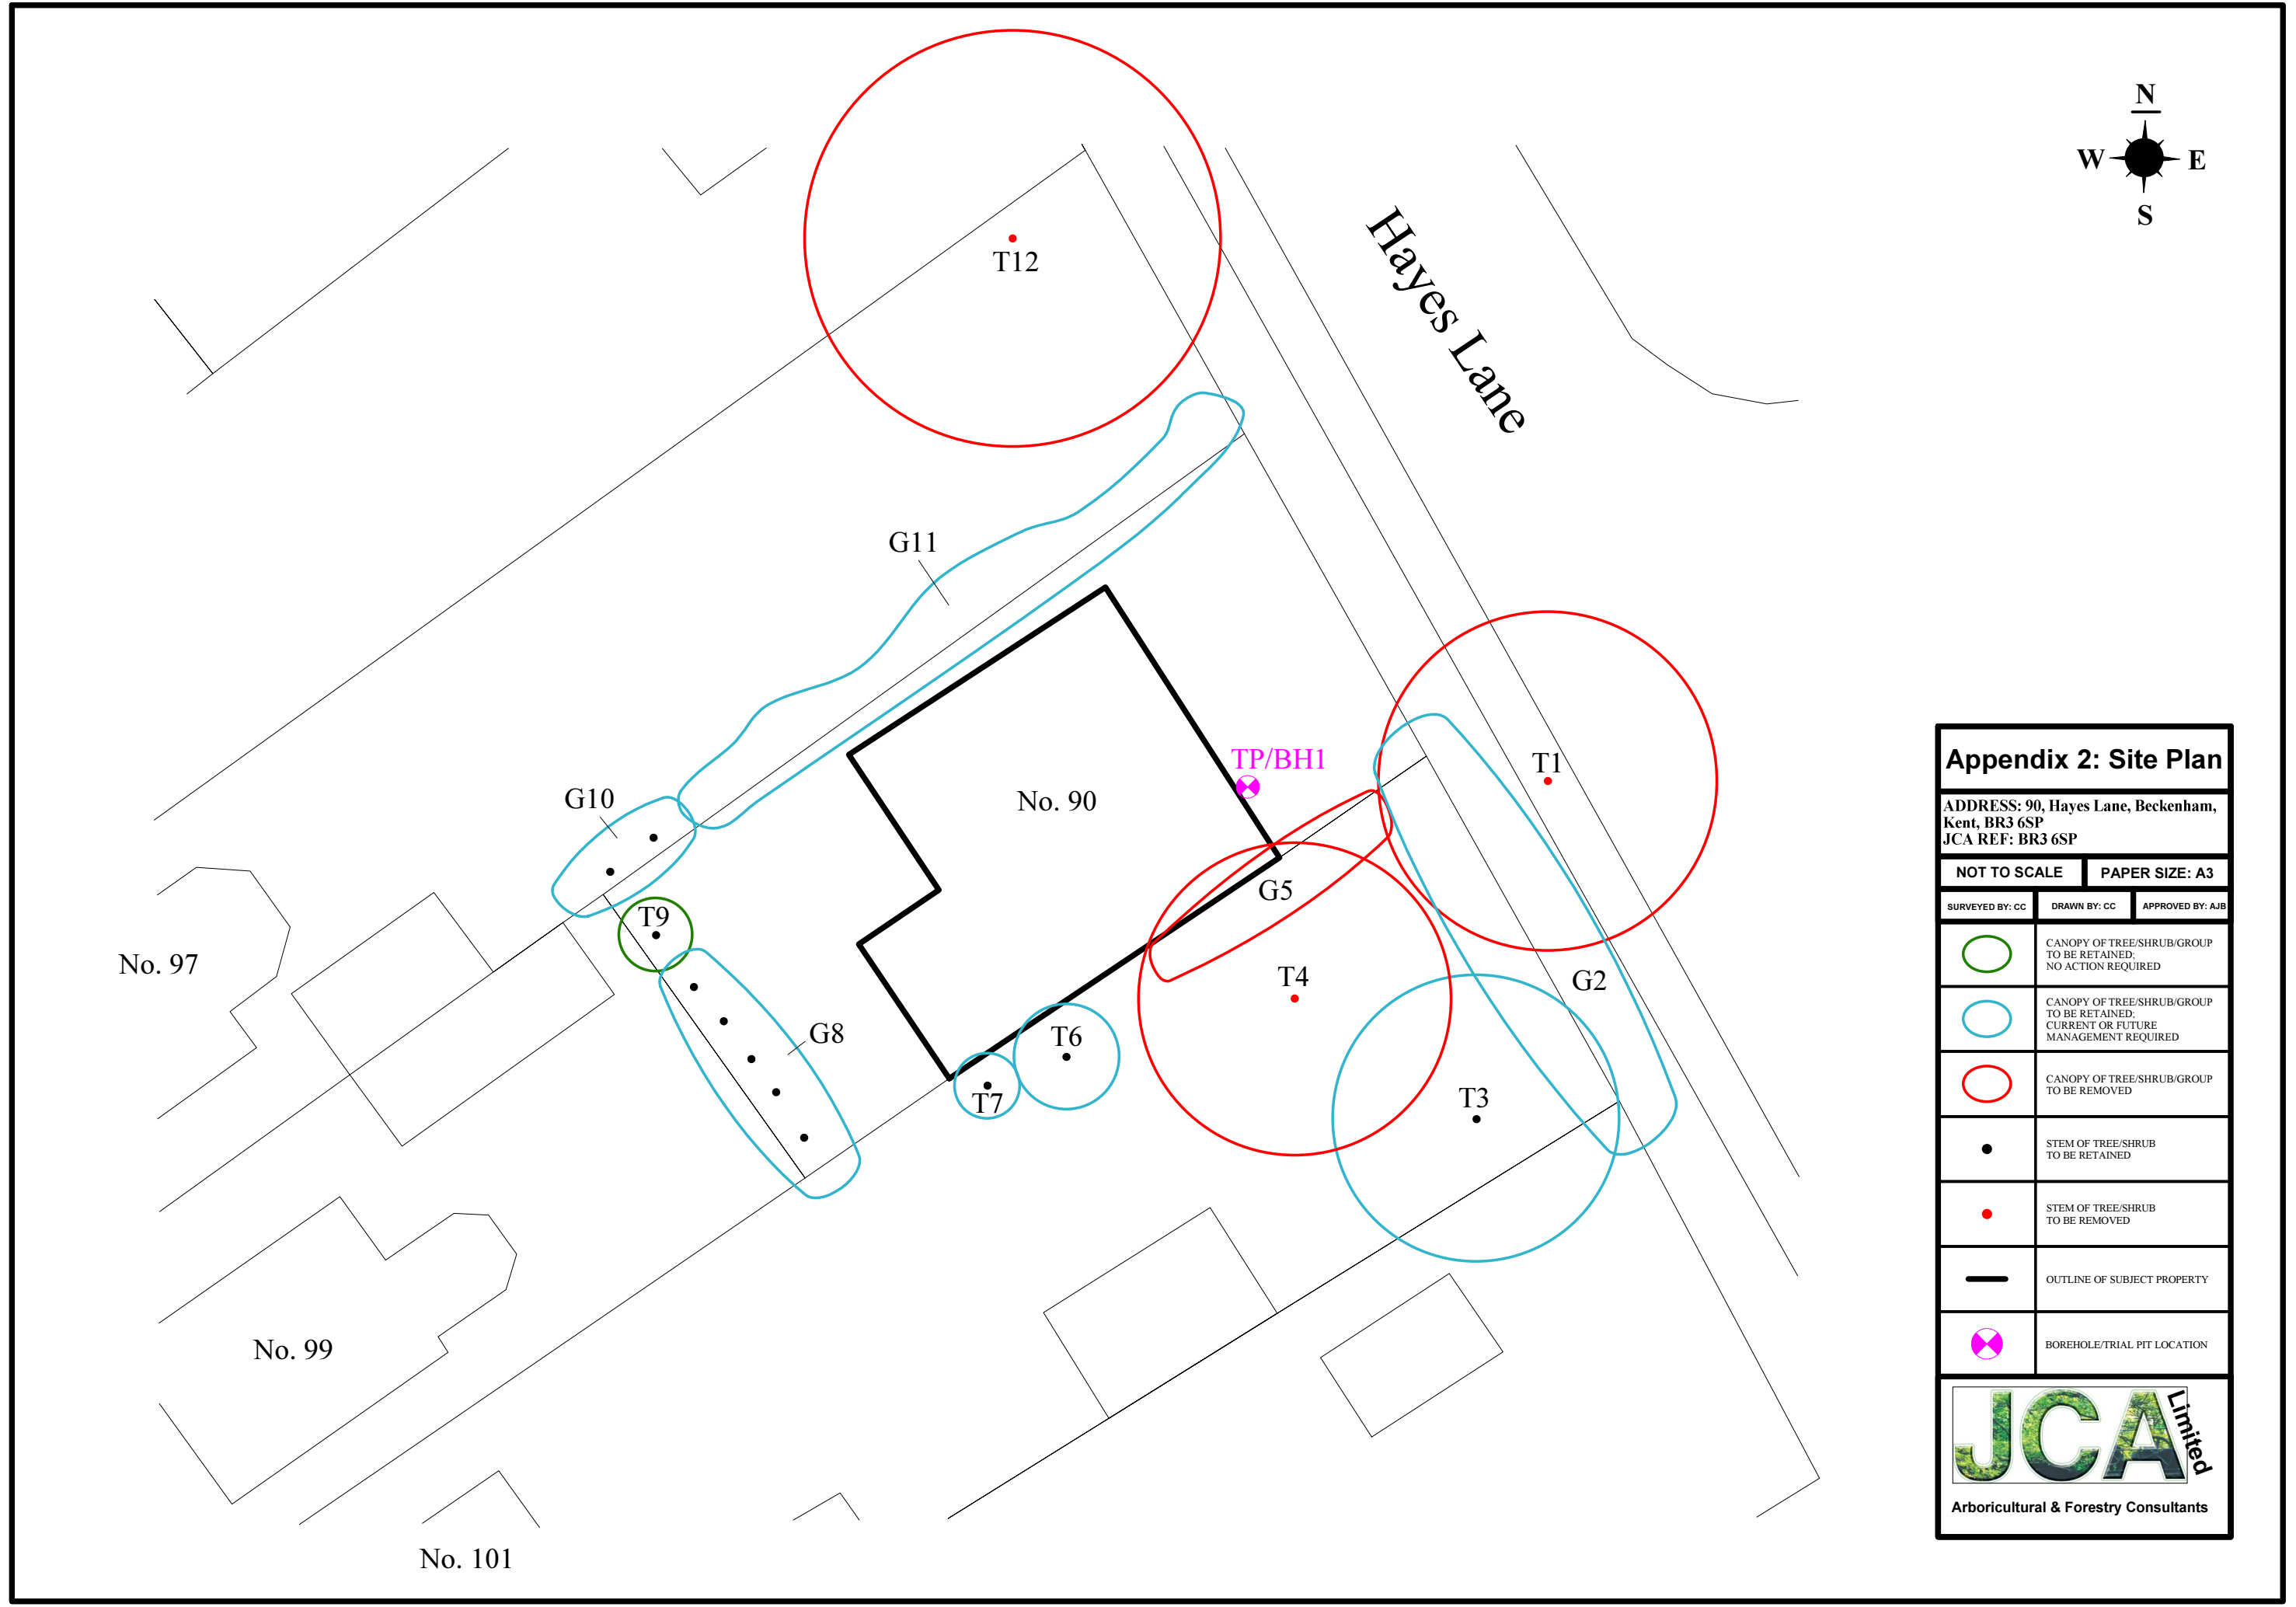 N
W
E
S
Hayes Lane
T12
G11
TP/BH1
T1
G10
No. 90
G5
T9
No. 97
T4
G2
G8
T6
T7
T3
No. 99
No. 101
Appendix 2: Site Plan
ADDRESS: 90, Hayes Lane, Beckenham,
Kent, BR3 6SP
JCA REF: BR3 6SP
NOT TO SCALE
PAPER SIZE: A3
SURVEYED BY: CC
DRAWN BY: CC
APPROVED BY: AJB
CANOPY OF TREE/SHRUB/GROUP
TO BE RETAINED;
NO ACTION REQUIRED
CANOPY OF TREE/SHRUB/GROUP
TO BE RETAINED;
CURRENT OR FUTURE
MANAGEMENT REQUIRED
CANOPY OF TREE/SHRUB/GROUP
TO BE REMOVED
STEM OF TREE/SHRUB
TO BE RETAINED
STEM OF TREE/SHRUB
TO BE REMOVED
OUTLINE OF SUBJECT PROPERTY
BOREHOLE/TRIAL PIT LOCATION
JCA
Limited
Arboricultural & Forestry Consultants